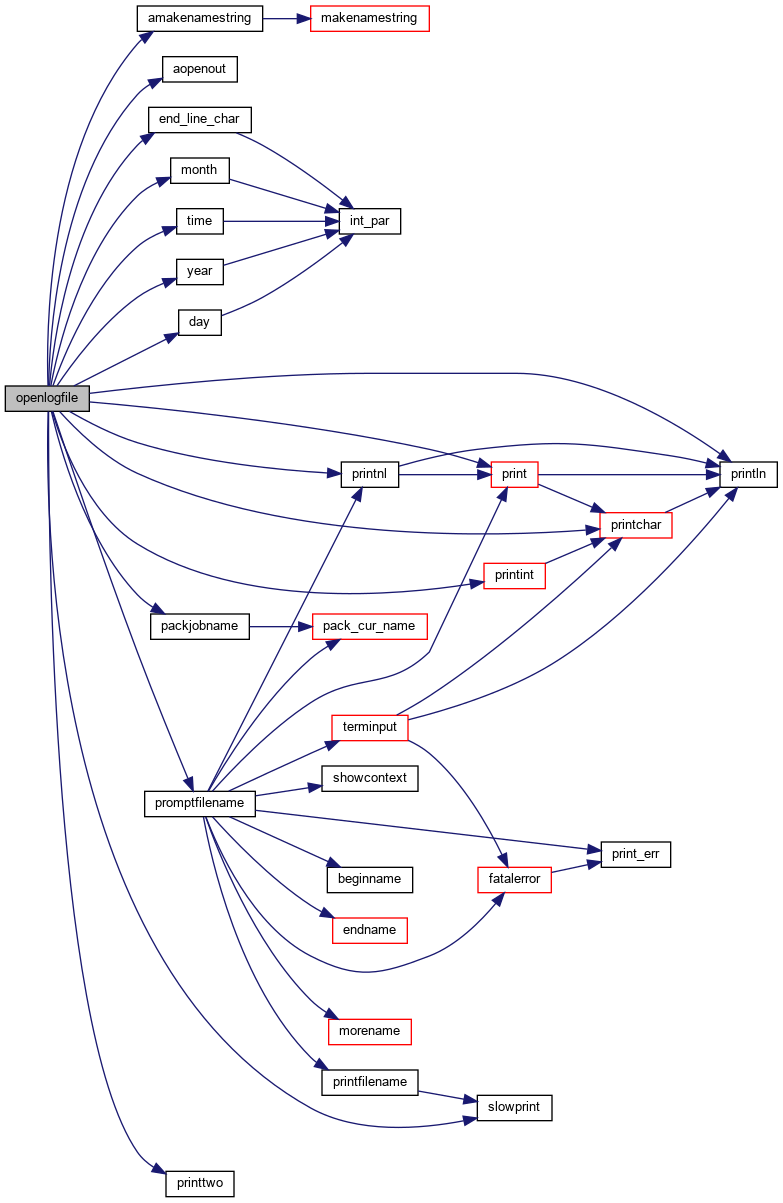 amakenamestring
makenamestring
aopenout
end_line_char
month
time
int_par
year
day
openlogfile
printnl
print
println
printchar
printint
packjobname
pack_cur_name
terminput
showcontext
promptfilename
print_err
beginname
fatalerror
endname
morename
printfilename
slowprint
printtwo